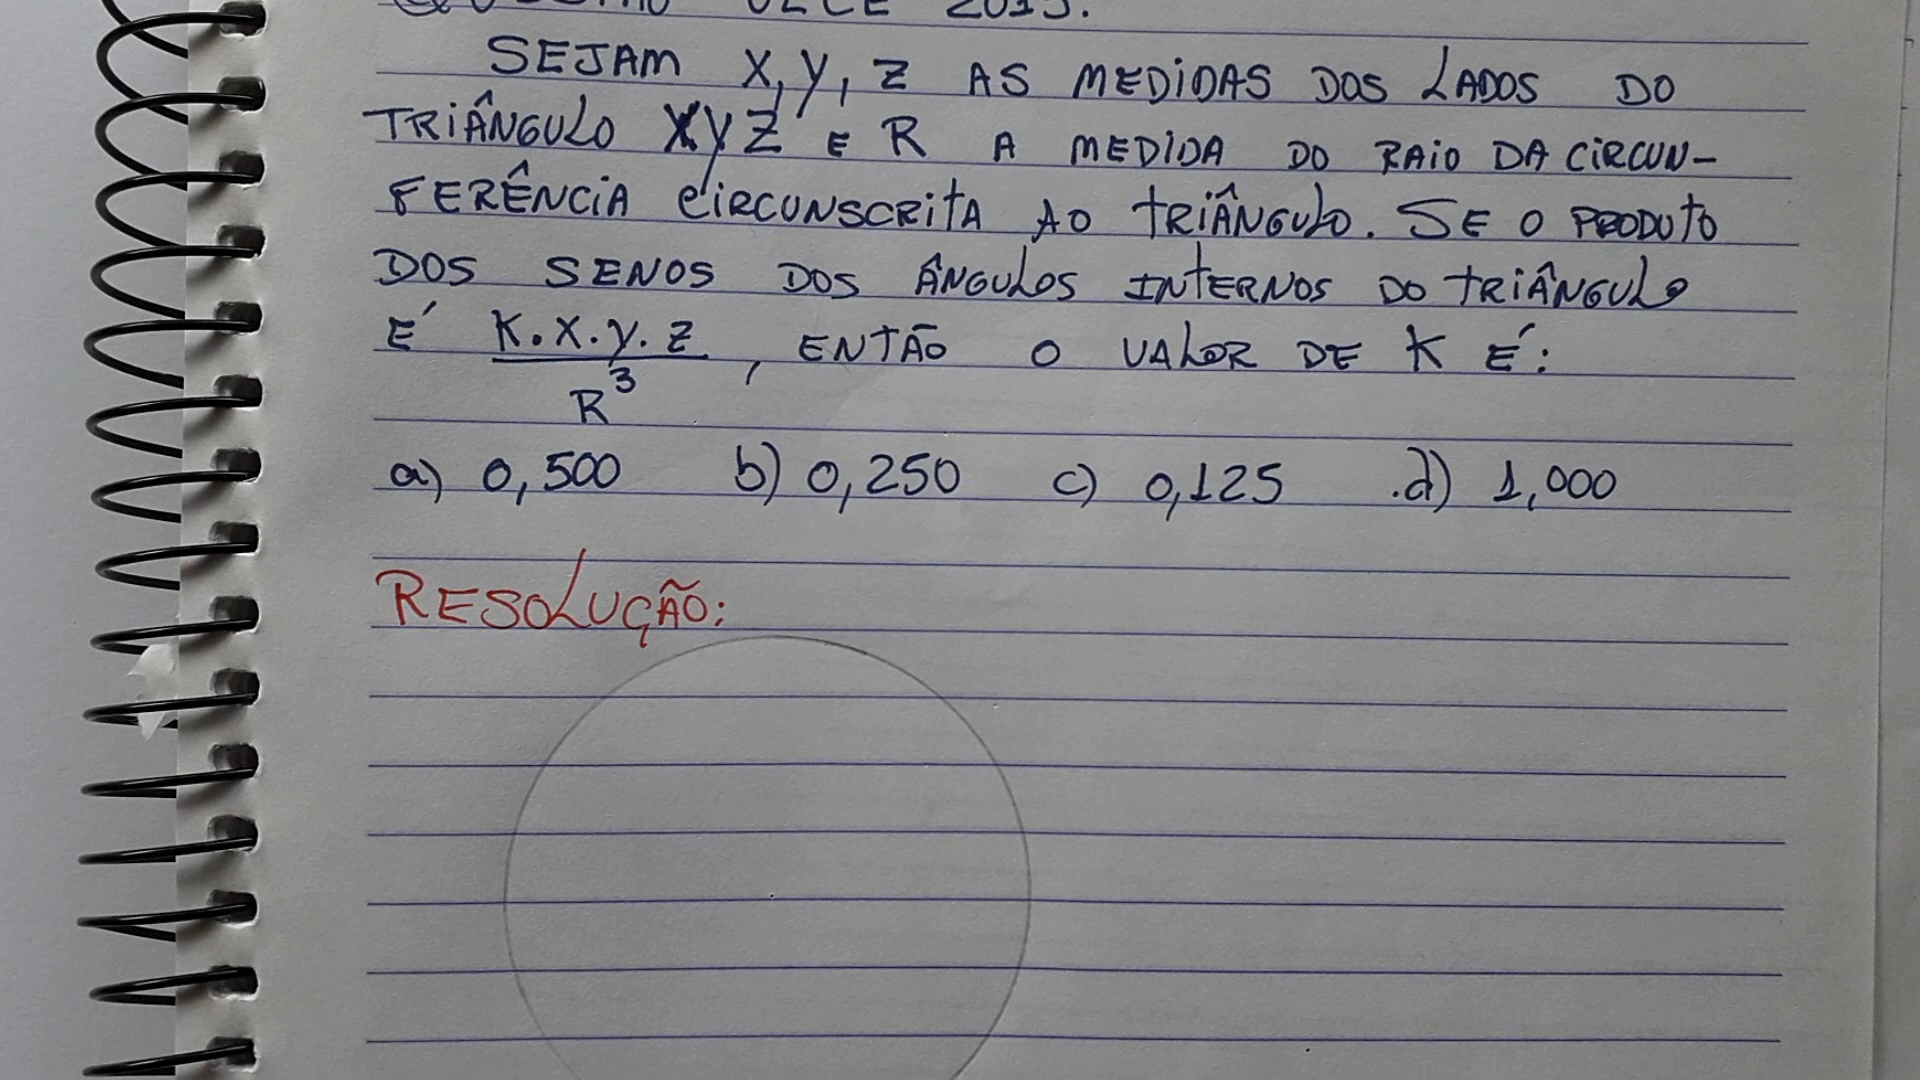 UECE 2015.
SEJAM X, Y, Z AS MEDIDAS DOS LADOS DO
TRIÂNGULO XYZ E R A MEDIDA DO RAIO DA CIRCUN-
FERÊNCIA CIRCUNSCRITA AO TRIÂNGULO. SE O PRODUTO
DOS SENOS DOS ÂNGULOS INTERNOS DO TRIÂNGULO
É K.X.Y.Z / R³, ENTÃO O VALOR DE K É:
a) 0,500 b) 0,250 c) 0,125 .d) 1,000
RESOLUÇÃO: